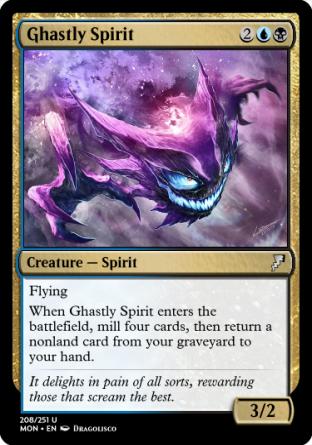 Ghastly Spirit 2
Creature — Spirit
Flying
When Ghastly Spirit enters the
battlefield, mill four cards, then return a
nonland card from your graveyard to
your hand.
It delights in pain of all sorts, rewarding
those that scream the best.
3/2
208/251 U
MON • EN Dragolisco